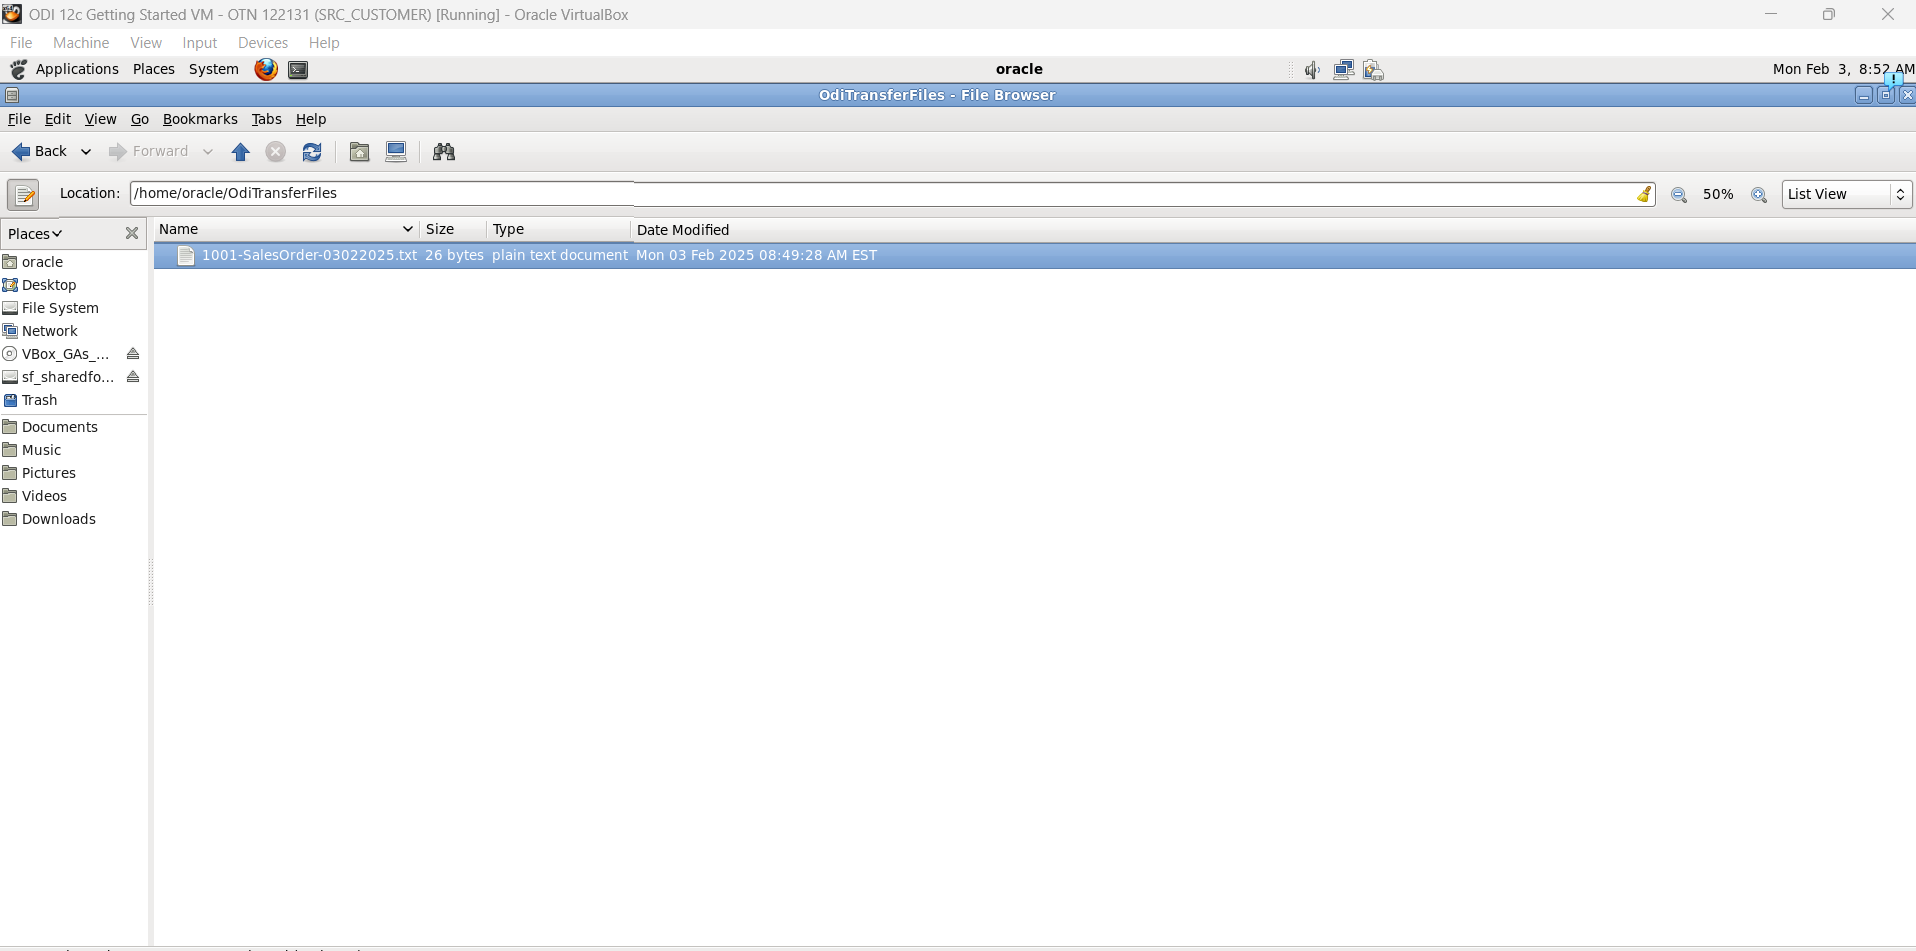 ODI 12c Getting Started VM - OTN 122131 (SRC_CUSTOMER) [Running] - Oracle VirtualBox
File Machine View Input Devices Help
Applications Places System oracle Mon Feb 3, 8:52 AM
OdiTransferFiles - File Browser
File Edit View Go Bookmarks Tabs Help
Back Forward
Location: /home/oracle/OdiTransferFiles 50% List View
Places Name Size Type Date Modified
1001-SalesOrder-03022025.txt 26 bytes plain text document Mon 03 Feb 2025 08:49:28 AM EST
oracle
Desktop
File System
Network
VBox_GAs_...
sf_sharedfo...
Trash
Documents
Music
Pictures
Videos
Downloads